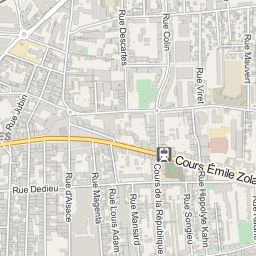 Rue Descartes
Rue Colin
Rue Mauvert
Rue Viret
Rue Jubin
ES
Cours Émile Zola
Rue Dedieu
Rue d'Alsace
Rue Magenta
Rue Louis Adam
Rue Mansard
Cours de la République
Rue Songieu
Rue Hippolyte Kahn